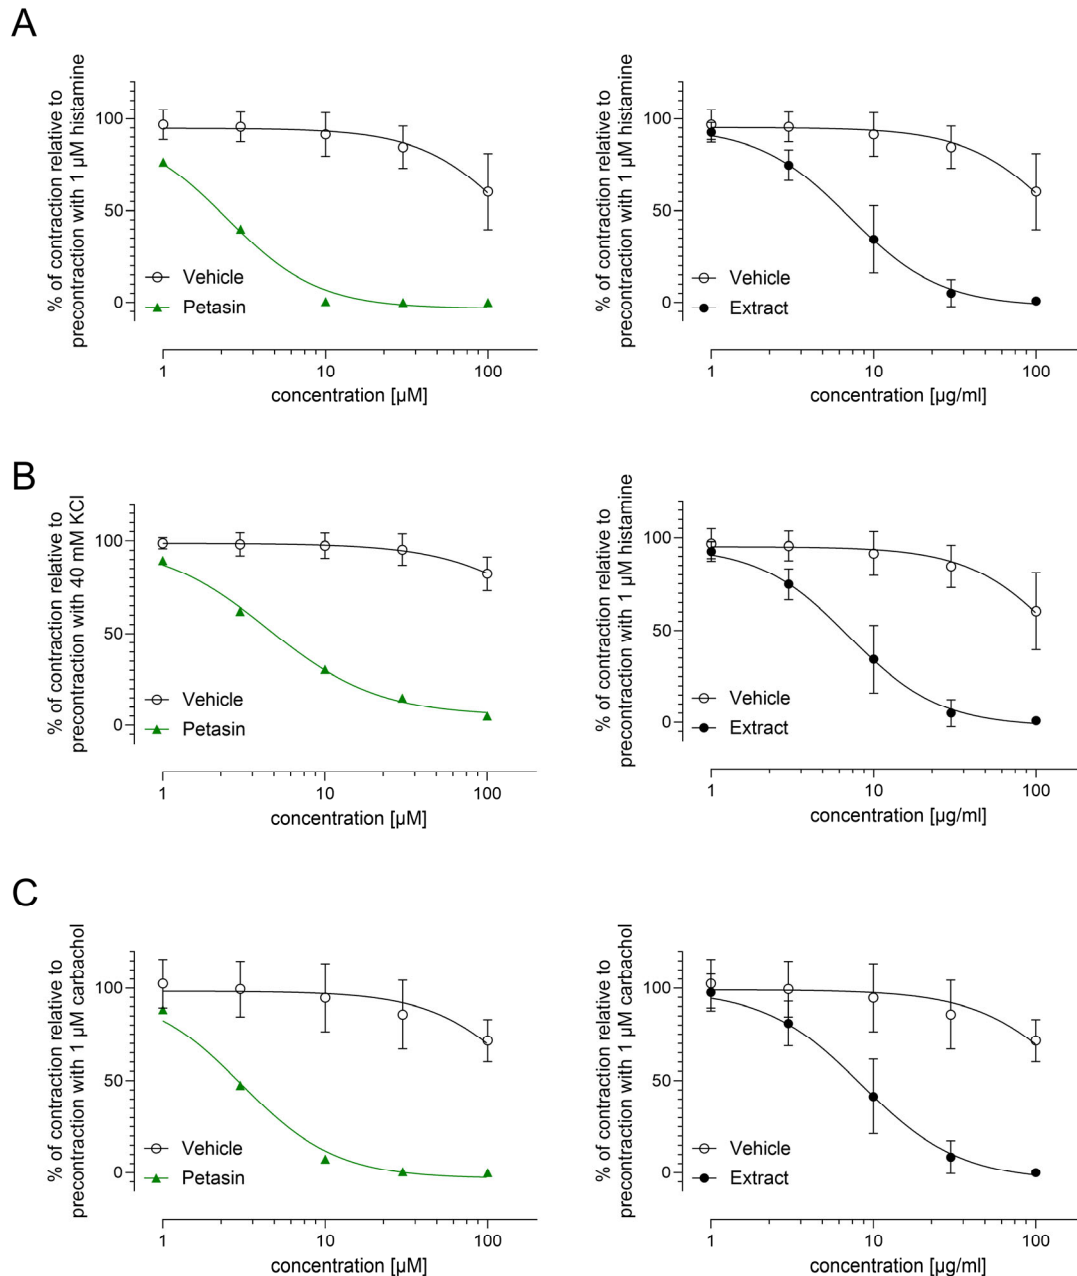 A
% of contraction relative to
precontraction with 1 µM histamine
100
50
0
Vehicle
Petasin
1
10
100
concentration [µM]
% of contraction relative to
precontraction with 1 µM histamine
100
50
0
Vehicle
Extract
1
10
100
concentration [µg/ml]
B
% of contraction relative to
precontraction with 40 mM KCl
100
50
0
Vehicle
Petasin
1
10
100
concentration [µM]
% of contraction relative to
precontraction with 1 µM histamine
100
50
0
Vehicle
Extract
1
10
100
concentration [µg/ml]
C
% of contraction relative to
precontraction with 1 µM carbachol
100
50
0
Vehicle
Petasin
1
10
100
concentration [µM]
% of contraction relative to
precontraction with 1 µM carbachol
100
50
0
Vehicle
Extract
1
10
100
concentration [µg/ml]